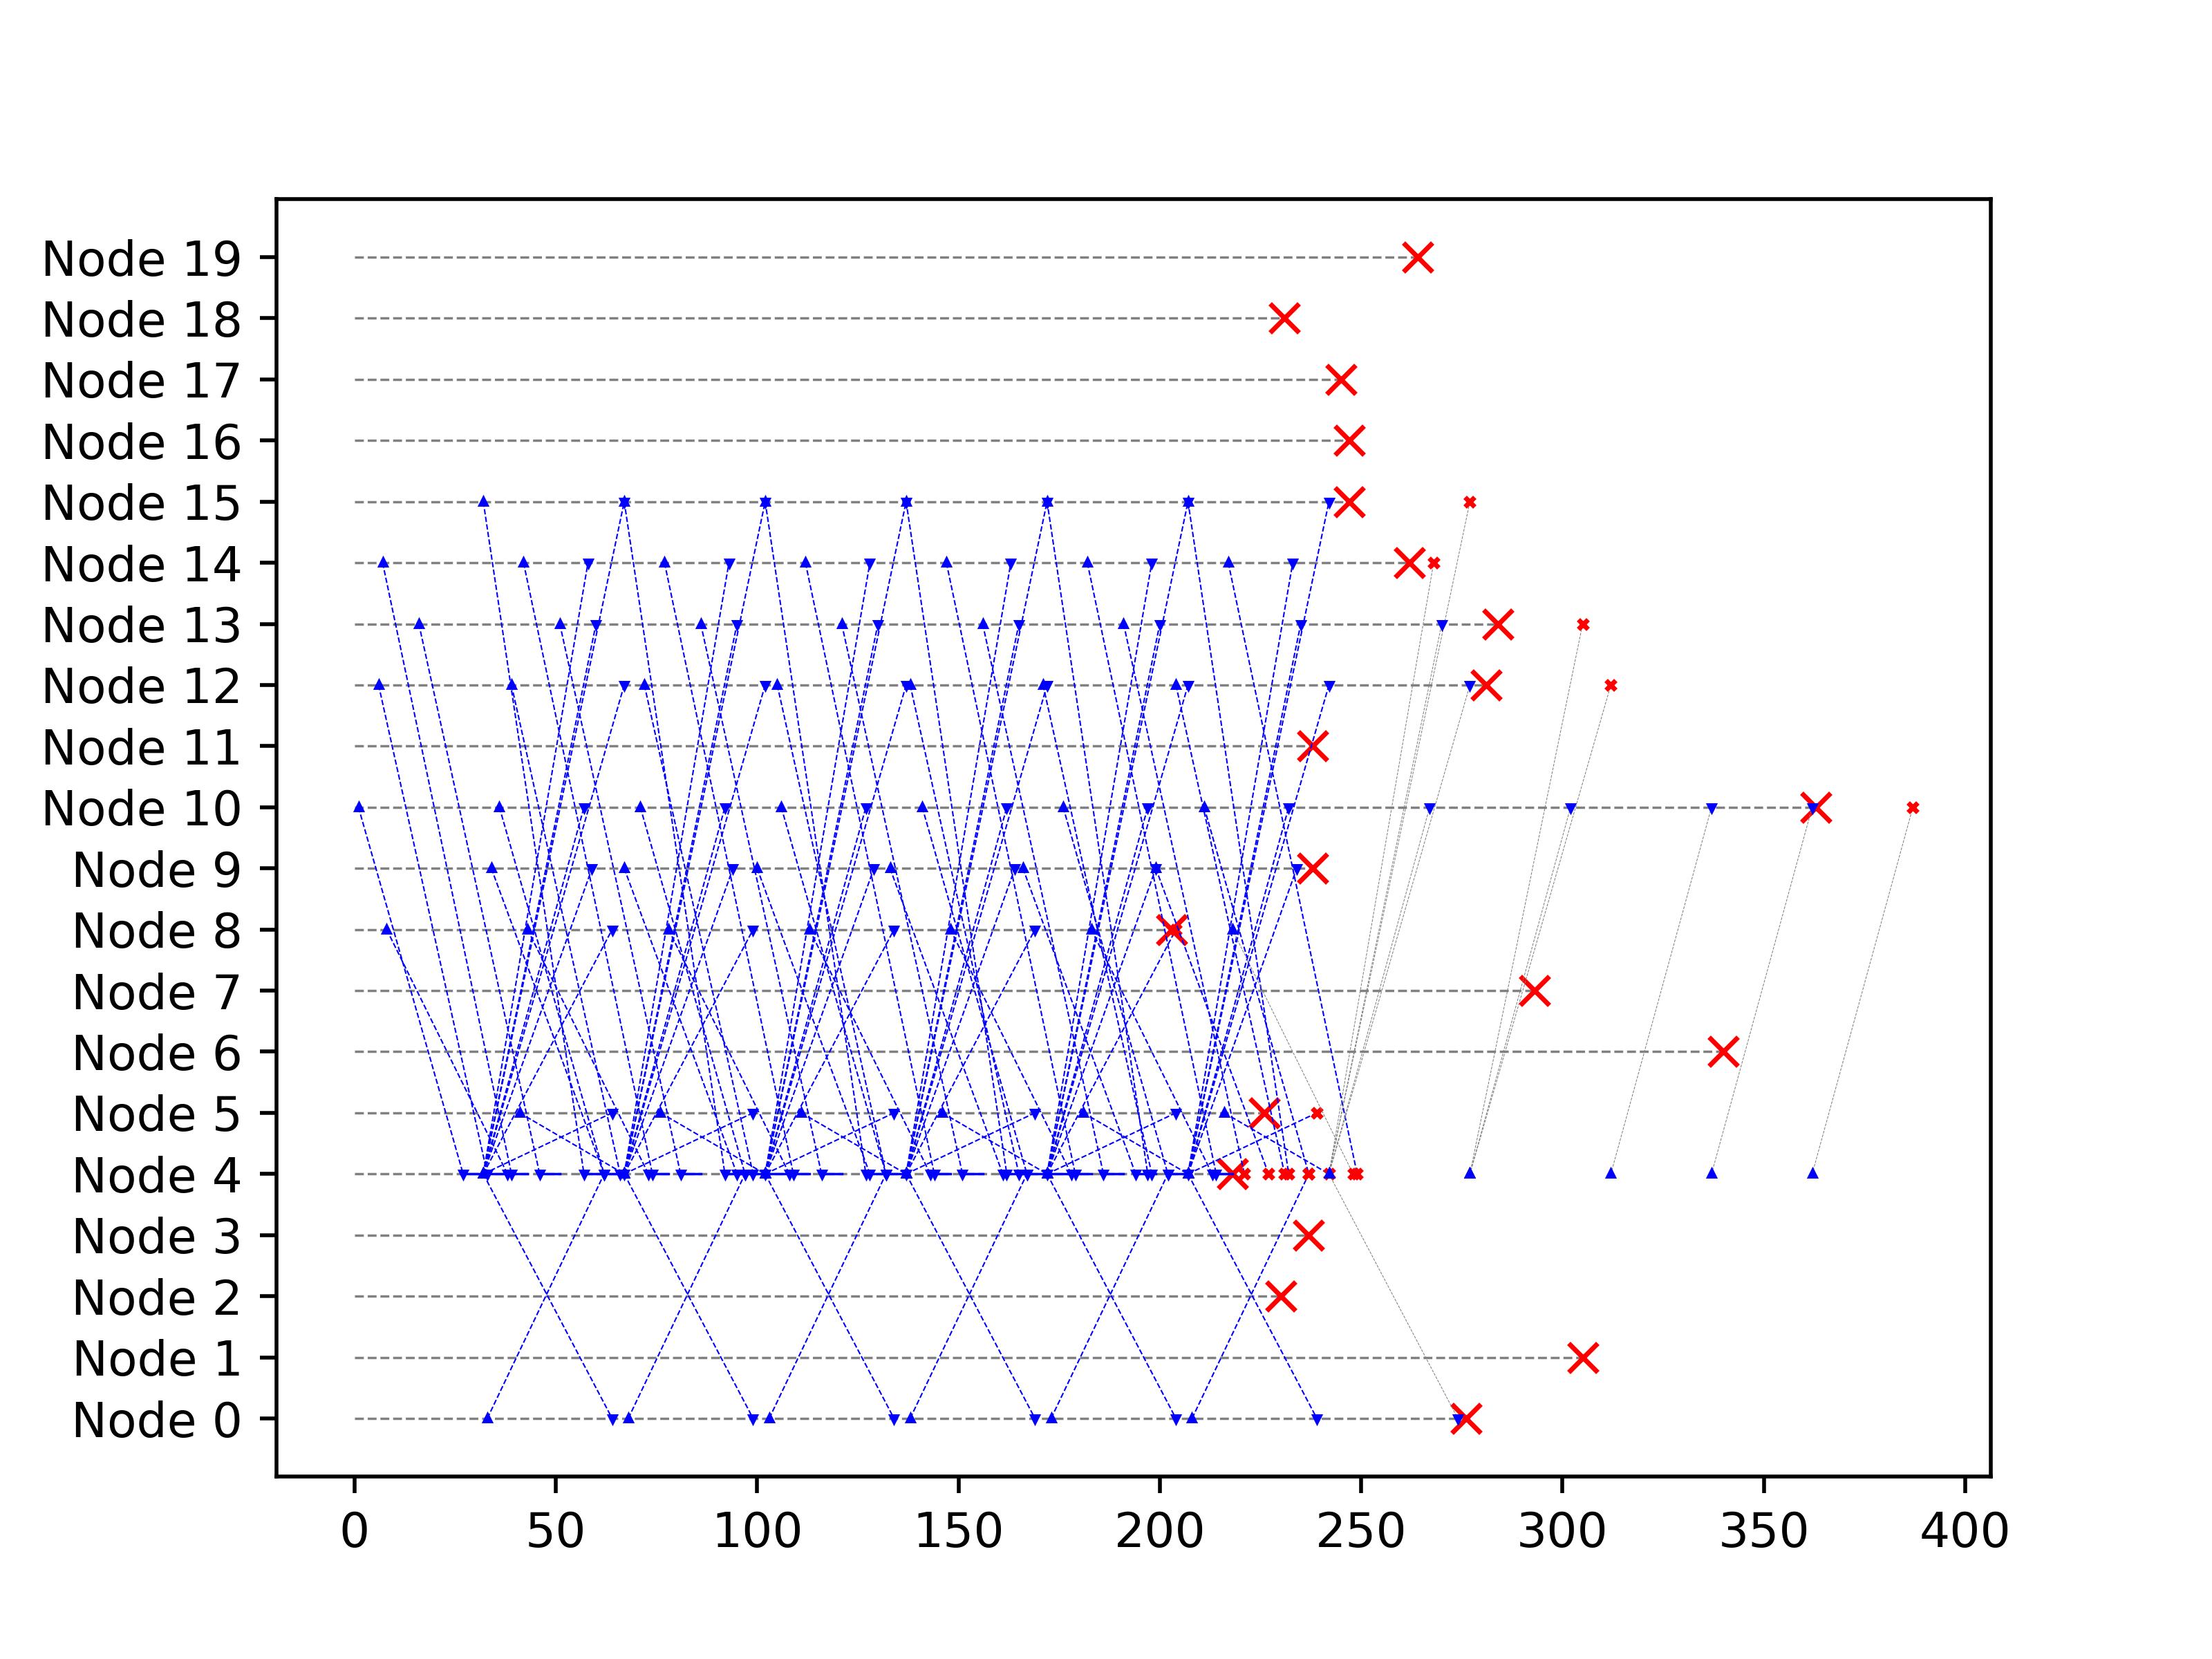 Node 19
Node 18
Node 17
Node 16
Node 15
Node 14
Node 13
Node 12
Node 11
Node 10
Node 9
Node 8
Node 7
Node 6
Node 5
Node 4
Node 3
Node 2
Node 1
Node 0
0 50 100 150 200 250 300 350 400